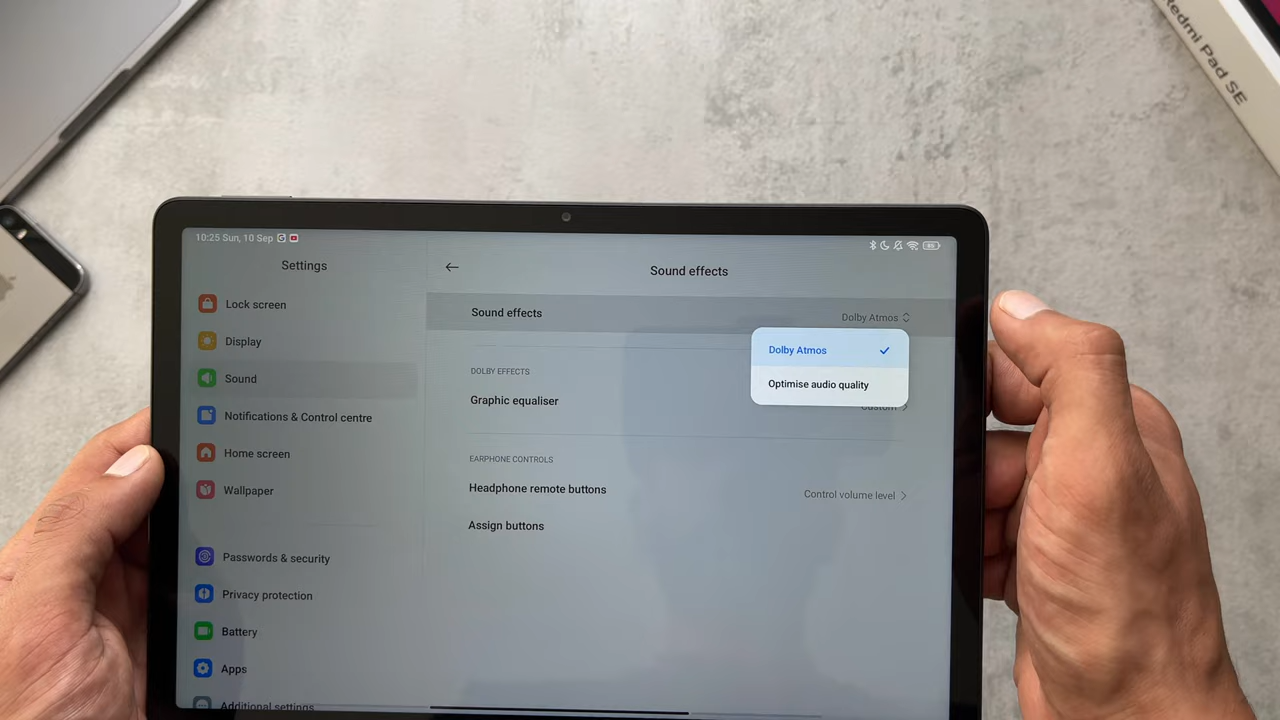 Redmi Pad SE
10:25 Sun, 10 Sep
85
Settings
Sound effects
Lock screen
Display
Sound
Notifications & Control centre
Home screen
Wallpaper
Passwords & security
Privacy protection
Battery
Apps
Additional settings
Sound effects
Dolby Atmos
Dolby Atmos
Optimise audio quality
DOLBY EFFECTS
Graphic equaliser
Custom
EARPHONE CONTROLS
Headphone remote buttons
Control volume level
Assign buttons